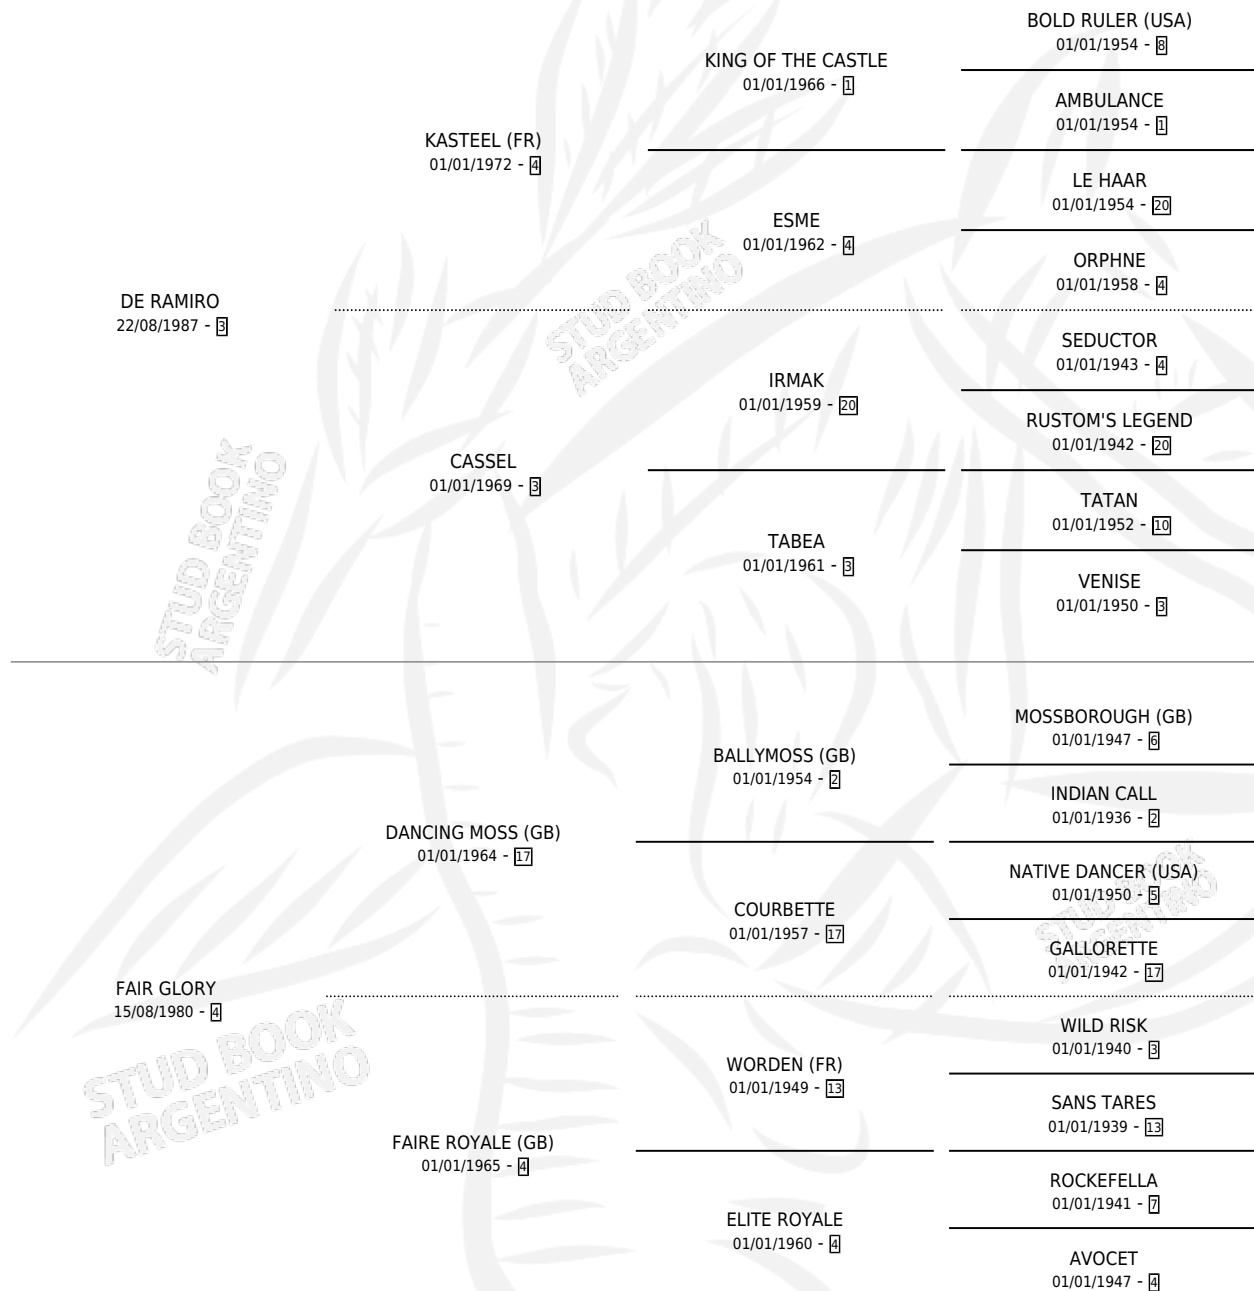 BOLD RULER (USA)
01/01/1954 - 8
KING OF THE CASTLE
01/01/1966 - 1
AMBULANCE
01/01/1954 - 1
KASTEEL (FR)
01/01/1972 - 4
LE HAAR
01/01/1954 - 20
ESME
01/01/1962 - 4
ORPHNE
01/01/1958 - 4
DE RAMIRO
22/08/1987 - 3
SEDUCTOR
01/01/1943 - 4
IRMAK
01/01/1959 - 20
RUSTOM'S LEGEND
01/01/1942 - 20
CASSEL
01/01/1969 - 3
TATAN
01/01/1952 - 10
TABEA
01/01/1961 - 3
VENISE
01/01/1950 - 3
MOSSBOROUGH (GB)
01/01/1947 - 6
BALLYMOSS (GB)
01/01/1954 - 2
INDIAN CALL
01/01/1936 - 2
DANCING MOSS (GB)
01/01/1964 - 17
NATIVE DANCER (USA)
01/01/1950 - 5
COURBETTE
01/01/1957 - 17
GALLORETTE
01/01/1942 - 17
FAIR GLORY
15/08/1980 - 4
WILD RISK
01/01/1940 - 3
WORDEN (FR)
01/01/1949 - 13
SANS TARES
01/01/1939 - 13
FAIRE ROYALE (GB)
01/01/1965 - 4
ROCKEFELLA
01/01/1941 - 7
ELITE ROYALE
01/01/1960 - 4
AVOCET
01/01/1947 - 4
STUD BOOK
ARGENTINO
STUD BOOK
ARGENTINO
STUD BOOK
ARGENTINO
STUD BOOK
ARGENTINO